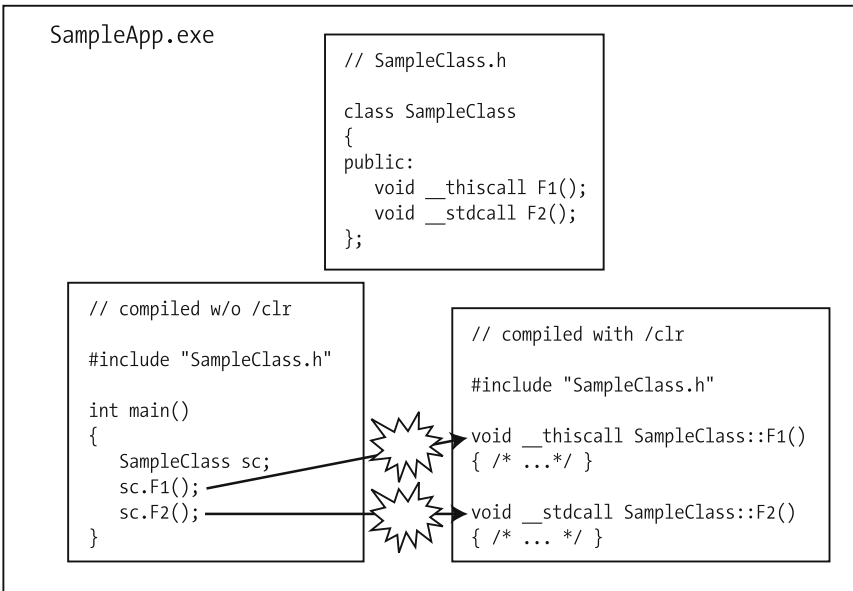 SampleApp.exe
// SampleClass.h
class SampleClass
{
public:
   void __thiscall F1();
   void __stdcall F2();
};
// compiled w/o /clr
#include "SampleClass.h"
int main()
{
   SampleClass sc;
   sc.F1();
   sc.F2();
}
// compiled with /clr
#include "SampleClass.h"
void __thiscall SampleClass::F1()
{ /* ...*/ }
void __stdcall SampleClass::F2()
{ /* ... */ }